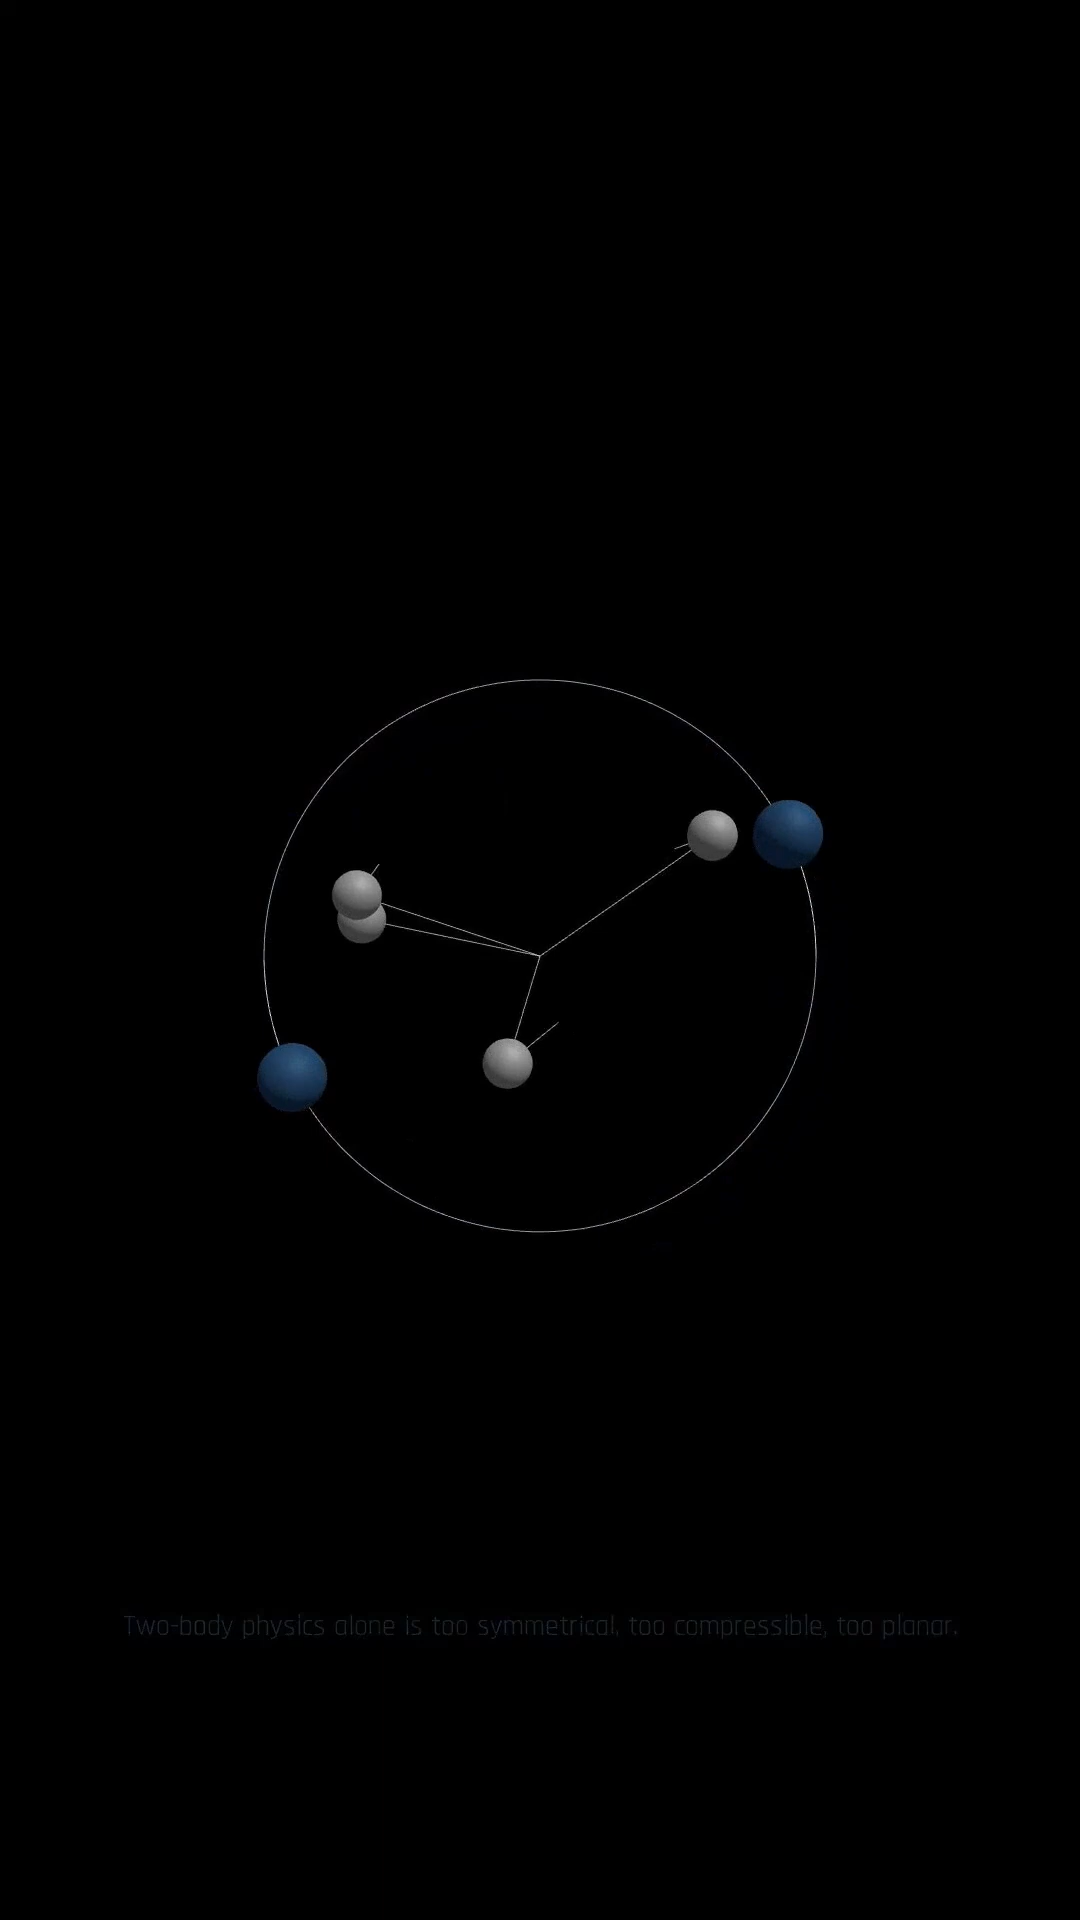 Two-body physics alone is too symmetrical, too compressible, too planar.